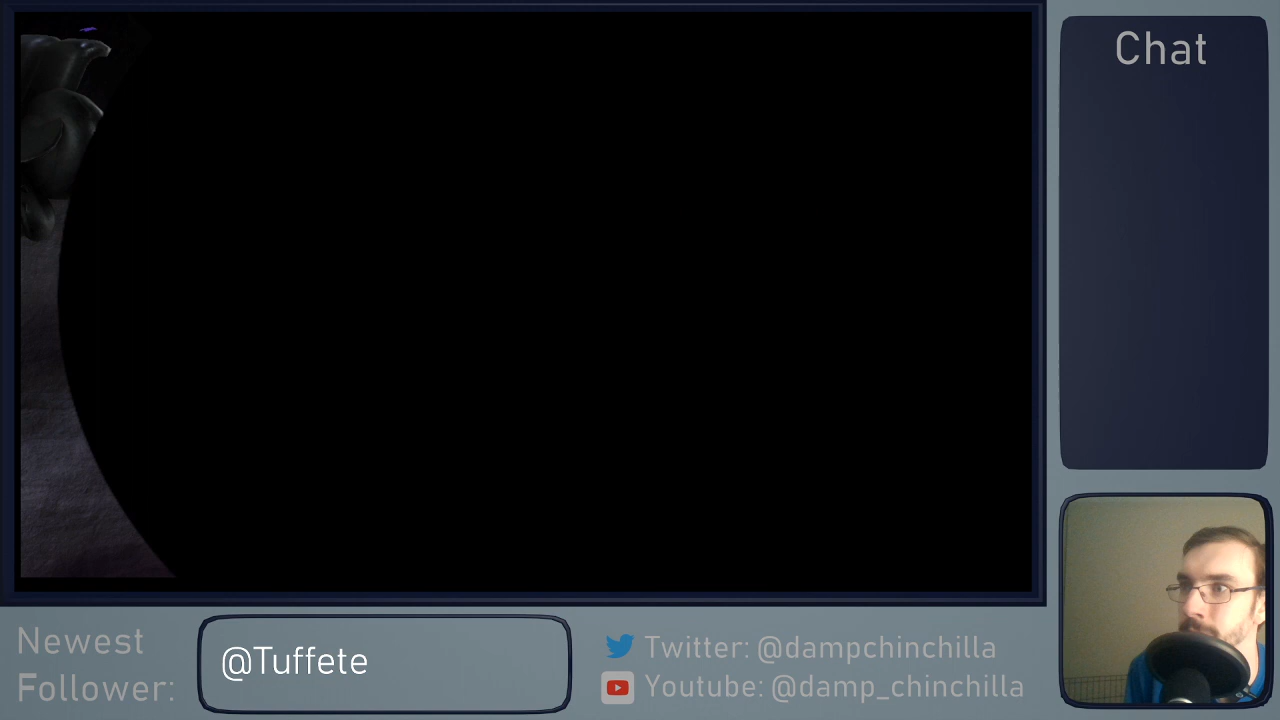 Chat
Newest
Follower:
@Tuffete
Twitter: @dampchinchilla
Youtube: @damp_chinchilla